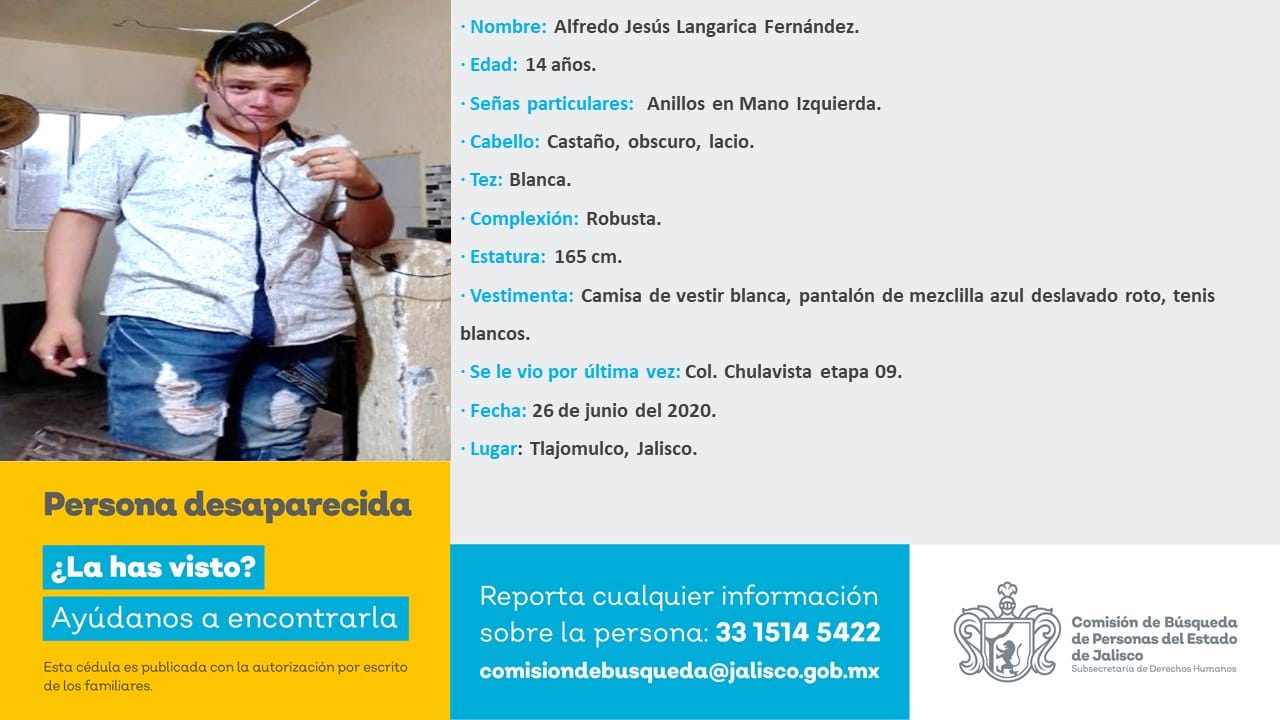 · Nombre: Alfredo Jesús Langarica Fernández.
· Edad: 14 años.
· Señas particulares: Anillos en Mano Izquierda.
· Cabello: Castaño, obscuro, lacio.
· Tez: Blanca.
· Complexión: Robusta.
· Estatura: 165 cm.
· Vestimenta: Camisa de vestir blanca, pantalón de mezclilla azul deslavado roto, tenis
blancos.
· Se le vio por última vez: Col. Chulavista etapa 09.
· Fecha: 26 de junio del 2020.
· Lugar: Tlajomulco, Jalisco.
Persona desaparecida
¿La has visto?
Ayúdanos a encontrarla
Esta cédula es publicada con la autorización por escrito
de los familiares.
Reporta cualquier información
sobre la persona: 33 1514 5422
comisiondebusqueda@jalisco.gob.mx
Comisión de Búsqueda
de Personas del Estado
de Jalisco
Subsecretaría de Derechos Humanos